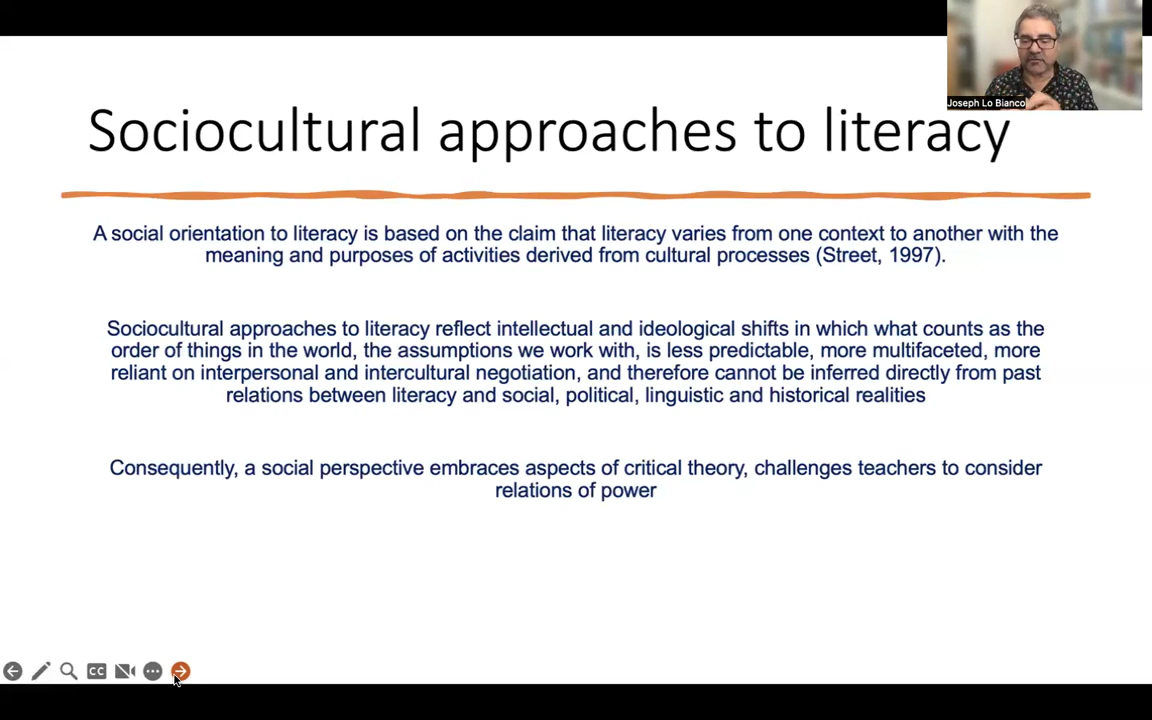 Joseph Lo Bianco
Sociocultural approaches to literacy
A social orientation to literacy is based on the claim that literacy varies from one context to another with the
meaning and purposes of activities derived from cultural processes (Street, 1997).
Sociocultural approaches to literacy reflect intellectual and ideological shifts in which what counts as the
order of things in the world, the assumptions we work with, is less predictable, more multifaceted, more
reliant on interpersonal and intercultural negotiation, and therefore cannot be inferred directly from past
relations between literacy and social, political, linguistic and historical realities
Consequently, a social perspective embraces aspects of critical theory, challenges teachers to consider
relations of power
CC